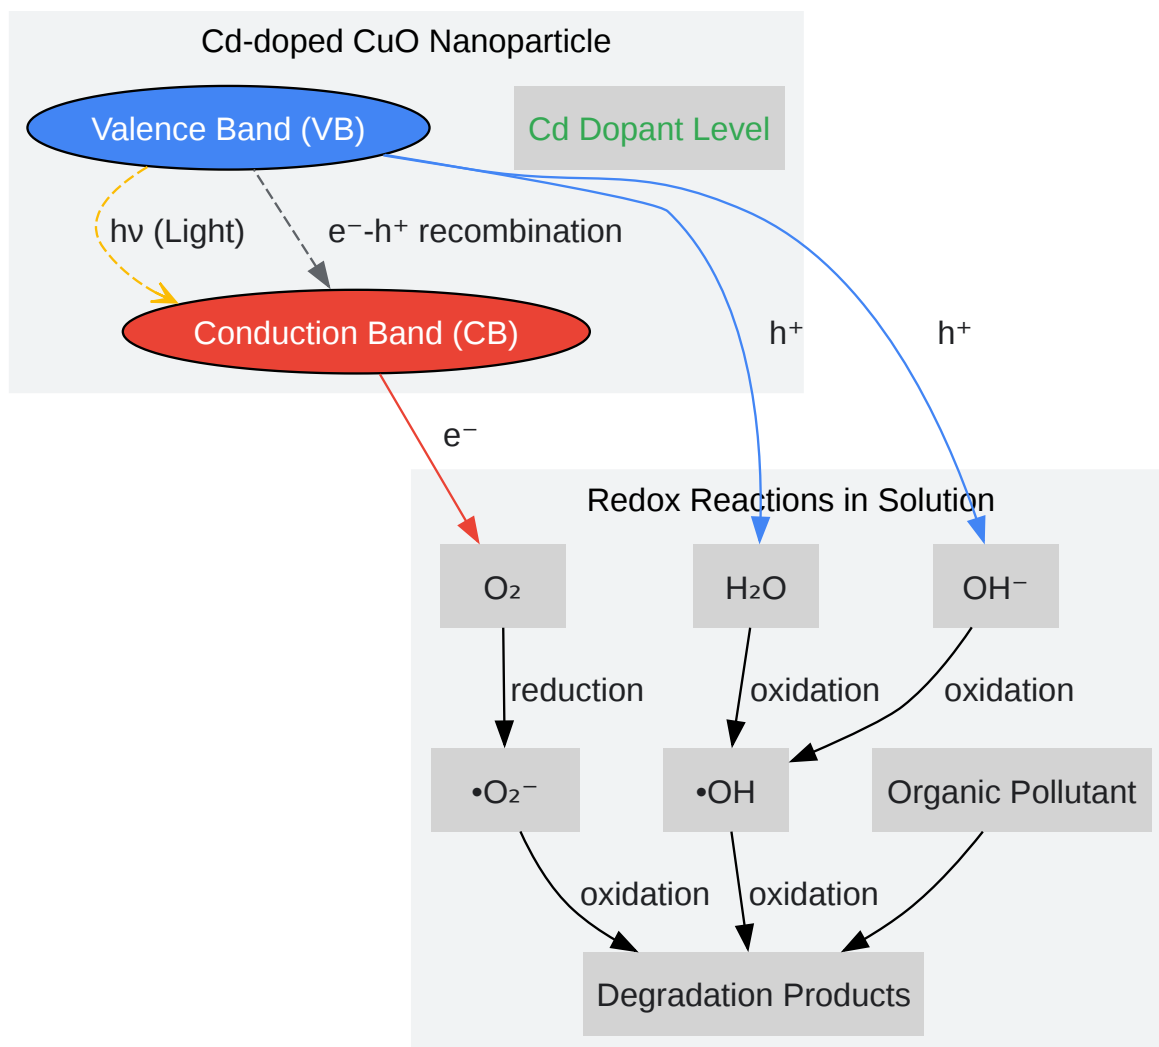 Cd-doped CuO Nanoparticle
Valence Band (VB)
Cd Dopant Level
hν (Light)
e⁻-h⁺ recombination
Conduction Band (CB)
h⁺
h⁺
e⁻
Redox Reactions in Solution
O₂
H₂O
OH⁻
reduction
oxidation
oxidation
•O₂⁻
•OH
Organic Pollutant
oxidation
oxidation
Degradation Products